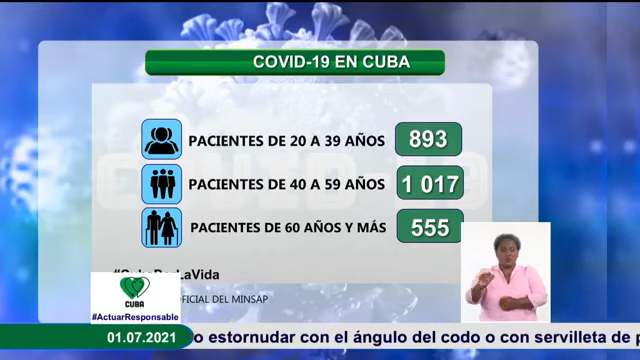 COVID-19 EN CUBA
PACIENTES DE 20 A 39 AÑOS 893
PACIENTES DE 40 A 59 AÑOS 1 017
PACIENTES DE 60 AÑOS Y MÁS 555
LaVida
OFICIAL DEL MINSAP
CUBA
#ActuarResponsable
01.07.2021 o estornudar con el ángulo del codo o con servilleta de